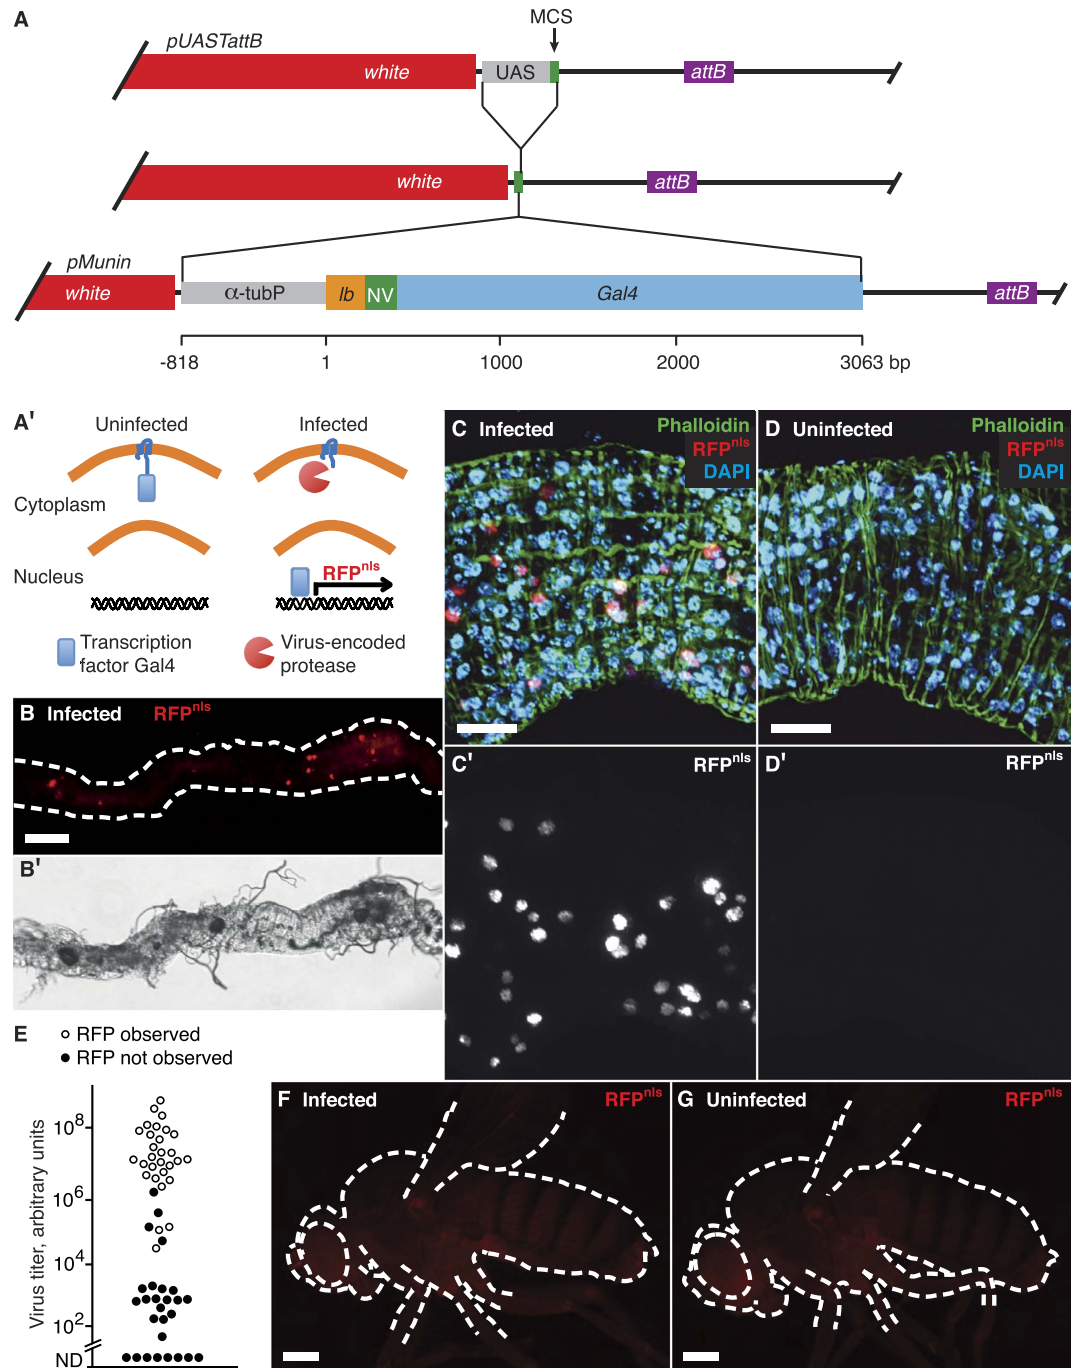 A
MCS
pUASTattB
white
UAS
attB
white
attB
pMunin
white
α-tubP
lb
NV
Gal4
attB
-818
1
1000
2000
3063 bp
A'
Uninfected
Infected
Cytoplasm
Nucleus
RFPnls
Transcription
factor Gal4
Virus-encoded
protease
B Infected RFPnls
B'
C Infected
Phalloidin
RFPnls
DAPI
D Uninfected
Phalloidin
RFPnls
DAPI
C'
RFPnls
D'
RFPnls
E
RFP observed
RFP not observed
Virus titer, arbitrary units
10^8
10^6
10^4
10^2
ND
F Infected
RFPnls
G Uninfected
RFPnls